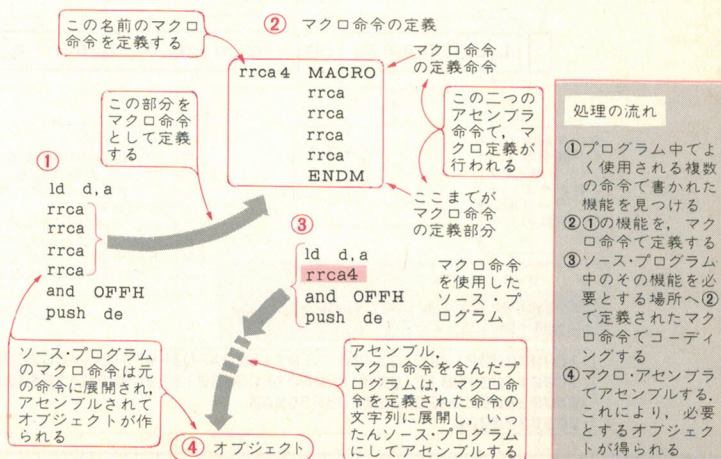 この名前のマクロ
命令を定義する
② マクロ命令の定義
rrca4 MACRO
rrca
rrca
rrca
rrca
ENDM
マクロ命令
の定義命令
この二つの
アセンブラ
命令で，マ
クロ定義が
行われる
ここまでが
マクロ命令
の定義部分
この部分を
マクロ命令
として定義
する
①
ld d,a
rrca
rrca
rrca
rrca
and OFFH
push de
③
ld d,a
rrca4
and OFFH
push de
マクロ命令
を使用した
ソース・プ
ログラム
ソース・プログラム
のマクロ命令は元
の命令に展開され，
アセンブルされて
オブジェクトが作
られる
アセンブル．
マクロ命令を含んだプ
ログラムは，マクロ命
令を定義された命令の
文字列に展開し，いっ
たんソース・プログラム
にしてアセンブルする
④ オブジェクト
処理の流れ
①プログラム中でよ
く使用される複数
の命令で書かれた
機能を見つける
②①の機能を，マク
ロ命令で定義する
③ソース・プログラム
中のその機能を必
要とする場所へ②
で定義されたマク
ロ命令でコーディ
ングする
④マクロ・アセンブラ
でアセンブルする．
これにより，必要
とするオブジェク
トが得られる